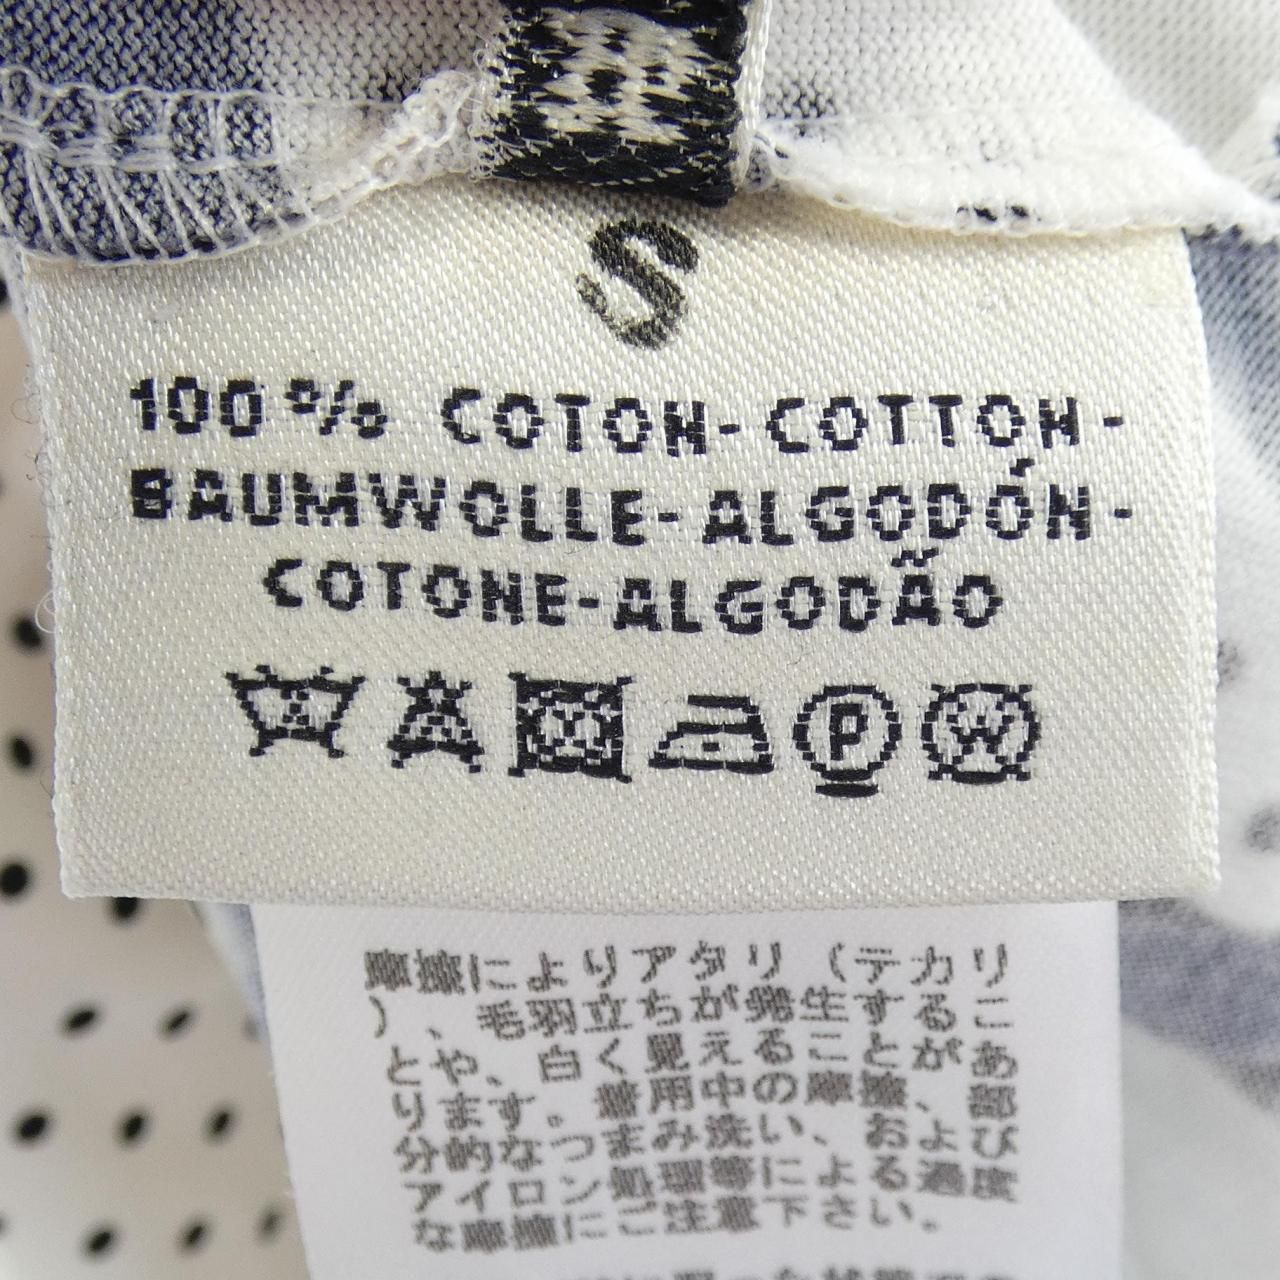 S
100% COTON-COTTON-
BAUMWOLLE-ALGODÓN-
COTONE-ALGODÃO
P W
摩擦によりアタリ（テカリ
）、毛羽立ちが発生するこ
とや、白く見えることがあ
ります。着用中の摩擦、部
分的なつまみ洗い、および
アイロン処理等による過度
な摩擦にご注意下さい。